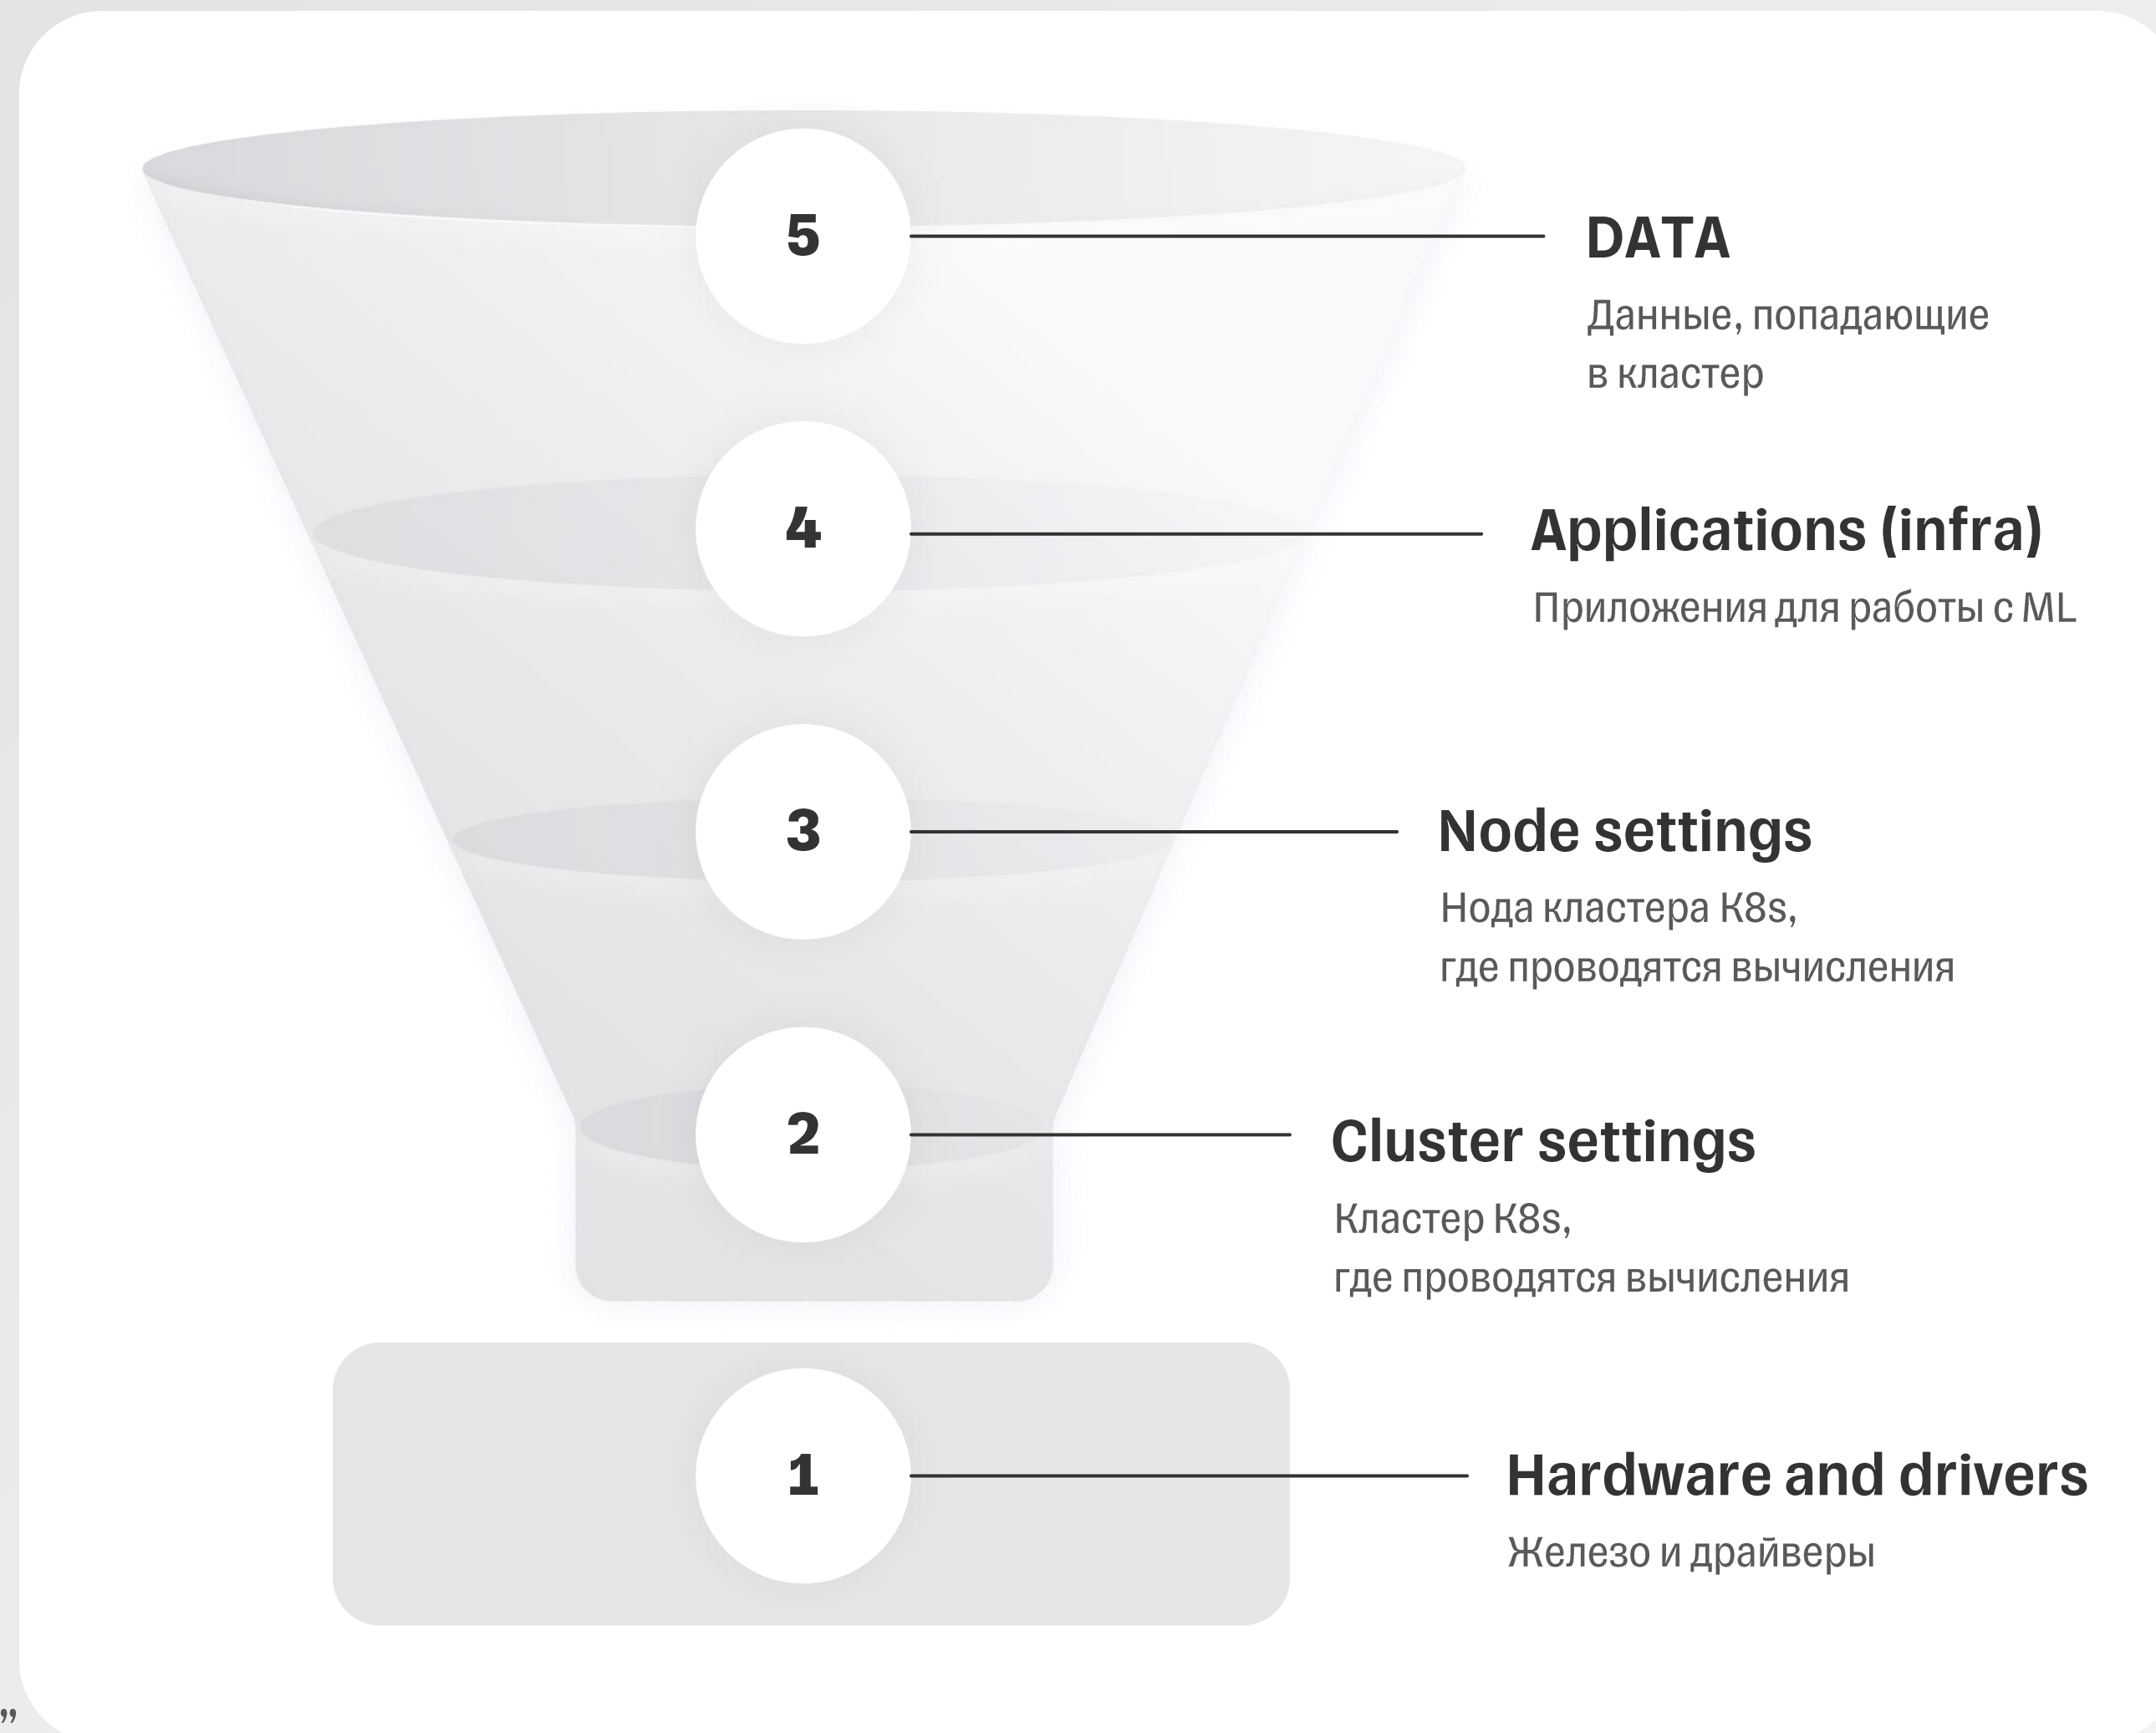 5
DATA
Данные, попадающие
в кластер
4
Applications (infra)
Приложения для работы с ML
3
Node settings
Нода кластера K8s,
где проводятся вычисления
2
Cluster settings
Кластер K8s,
где проводятся вычисления
1
Hardware and drivers
Железо и драйверы
”